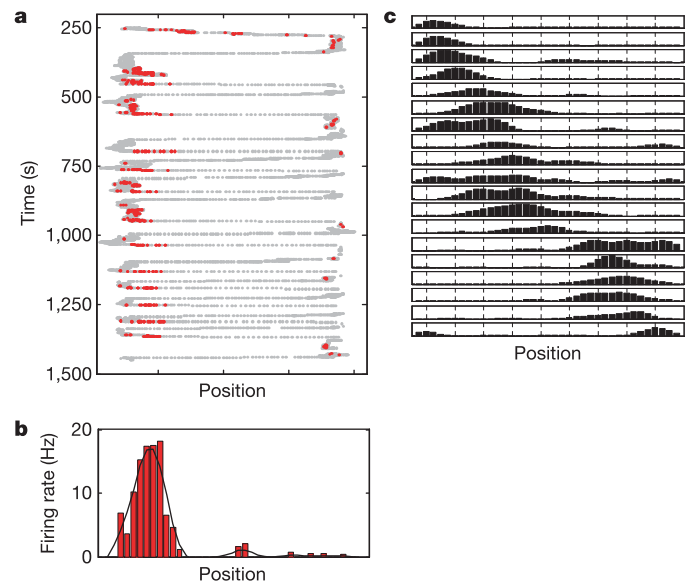 a
250
500
750
1,000
1,250
1,500
Time (s)
Position
b
20
10
0
Firing rate (Hz)
Position
c
Position